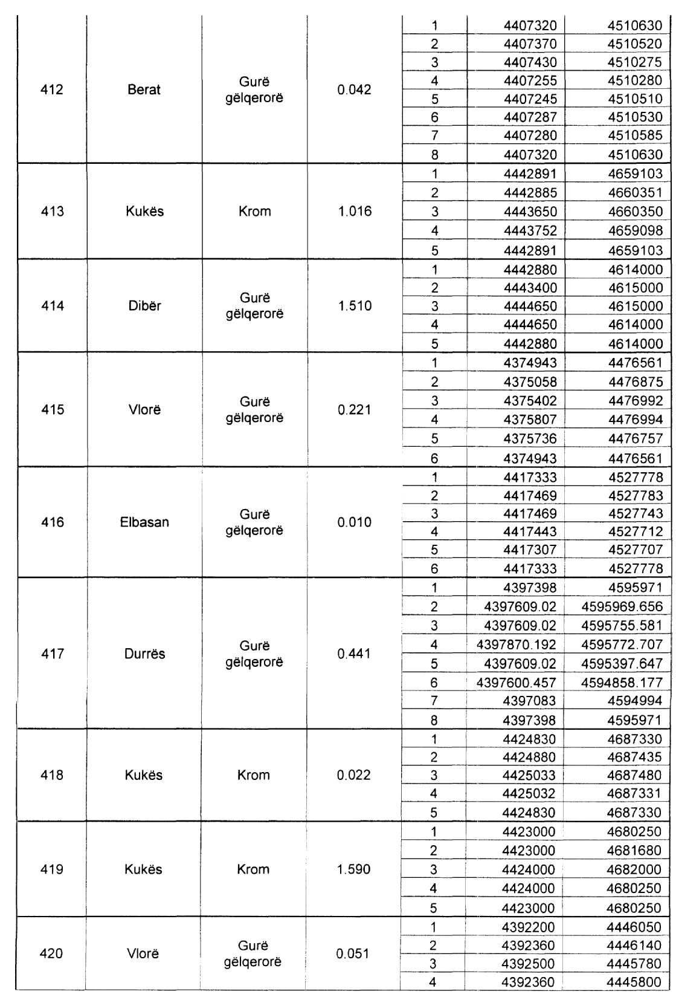 1 4407320 4510630
2 4407370 4510520
3 4407430 4510275
412 Berat Gurë gëlqerorë 0.042 4 4407255 4510280
5 4407245 4510510
6 4407287 4510530
7 4407280 4510585
8 4407320 4510630
1 4442891 4659103
2 4442885 4660351
413 Kukës Krom 1.016 3 4443650 4660350
4 4443752 4659098
5 4442891 4659103
1 4442880 4614000
2 4443400 4615000
414 Dibër Gurë gëlqerorë 1.510 3 4444650 4615000
4 4444650 4614000
5 4442880 4614000
1 4374943 4476561
2 4375058 4476875
415 Vlorë Gurë gëlqerorë 0.221 3 4375402 4476992
4 4375807 4476994
5 4375736 4476757
6 4374943 4476561
1 4417333 4527778
2 4417469 4527783
416 Elbasan Gurë gëlqerorë 0.010 3 4417469 4527743
4 4417443 4527712
5 4417307 4527707
6 4417333 4527778
1 4397398 4595971
2 4397609.02 4595969.656
3 4397609.02 4595755.581
417 Durrës Gurë gëlqerorë 0.441 4 4397870.192 4595772.707
5 4397609.02 4595397.647
6 4397600.457 4594858.177
7 4397083 4594994
8 4397398 4595971
1 4424830 4687330
2 4424880 4687435
418 Kukës Krom 0.022 3 4425033 4687480
4 4425032 4687331
5 4424830 4687330
1 4423000 4680250
2 4423000 4681680
419 Kukës Krom 1.590 3 4424000 4682000
4 4424000 4680250
5 4423000 4680250
1 4392200 4446050
420 Vlorë Gurë gëlqerorë 0.051 2 4392360 4446140
3 4392500 4445780
4 4392360 4445800